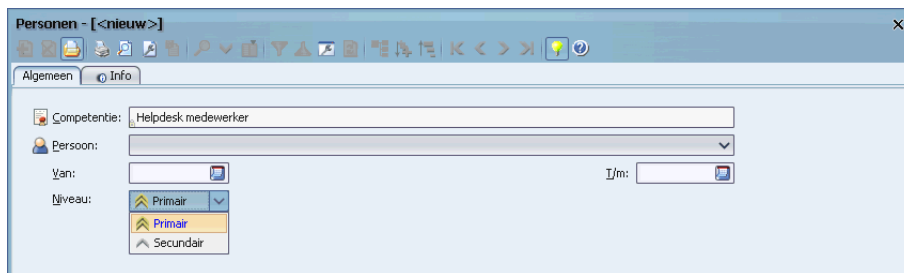 Personen - [<nieuw>]
Algemeen Info
Competentie: Helpdesk medewerker
Persoon:
Van: T/m:
Niveau: Primair
Primair
Secundair